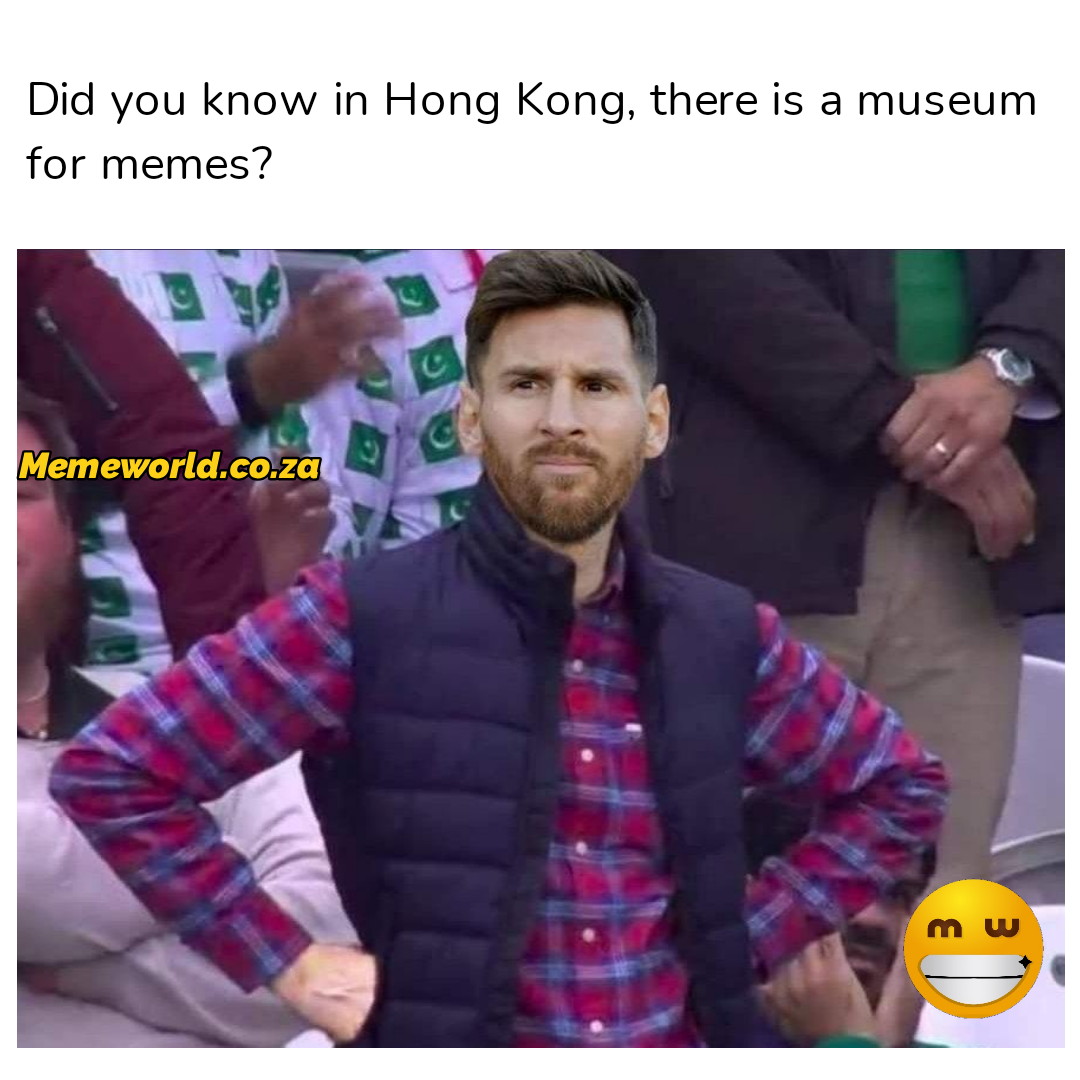 Did you know in Hong Kong, there is a museum
for memes?
Memeworld.co.za
m w